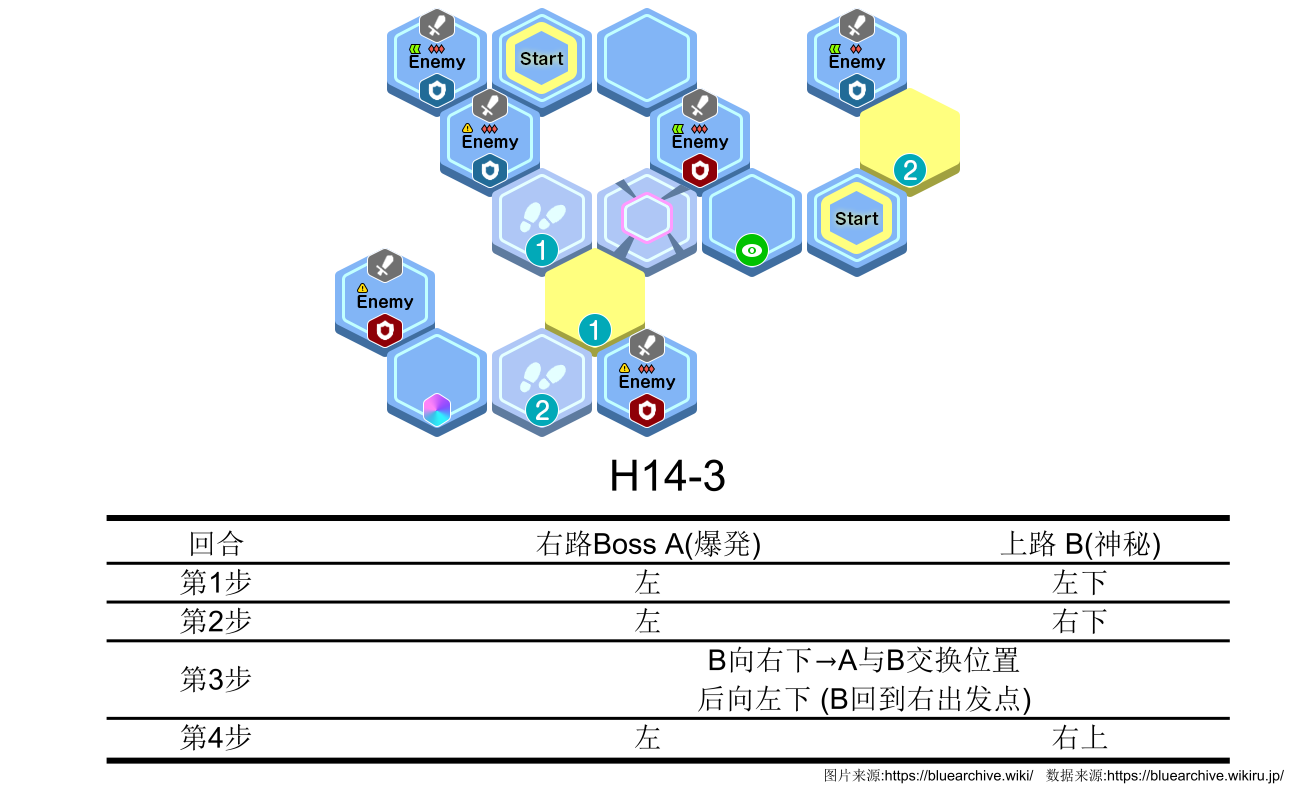 Enemy
Start
Enemy
Enemy
Enemy
2
1
Start
Enemy
1
2
Enemy
H14-3
回合 右路Boss A(爆発) 上路 B(神秘)
第1步 左 左下
第2步 左 右下
第3步 B向右下→A与B交换位置
后向左下 (B回到右出发点)
第4步 左 右上
图片来源:https://bluearchive.wiki/ 数据来源:https://bluearchive.wikiru.jp/